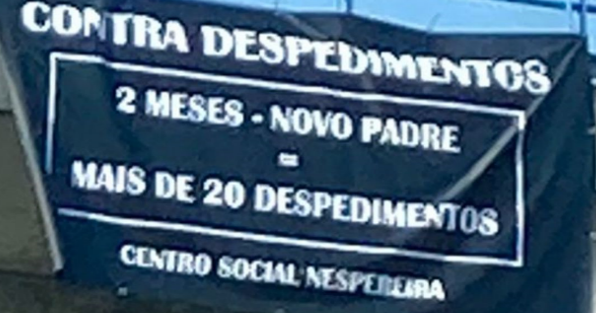 CONTRA DESPEDIMENTOS
2 MESES - NOVO PADRE
=
MAIS DE 20 DESPEDIMENTOS
CENTRO SOCIAL NESPEREIRA